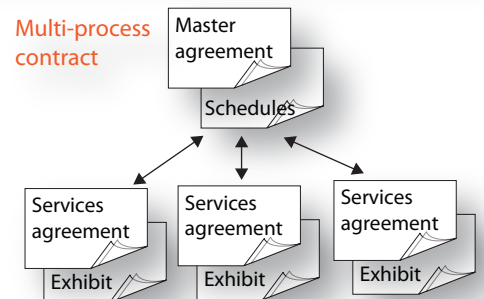 Multi-process
contract
Master
agreement
Schedules
Services
agreement
Exhibit
Services
agreement
Exhibit
Services
agreement
Exhibit